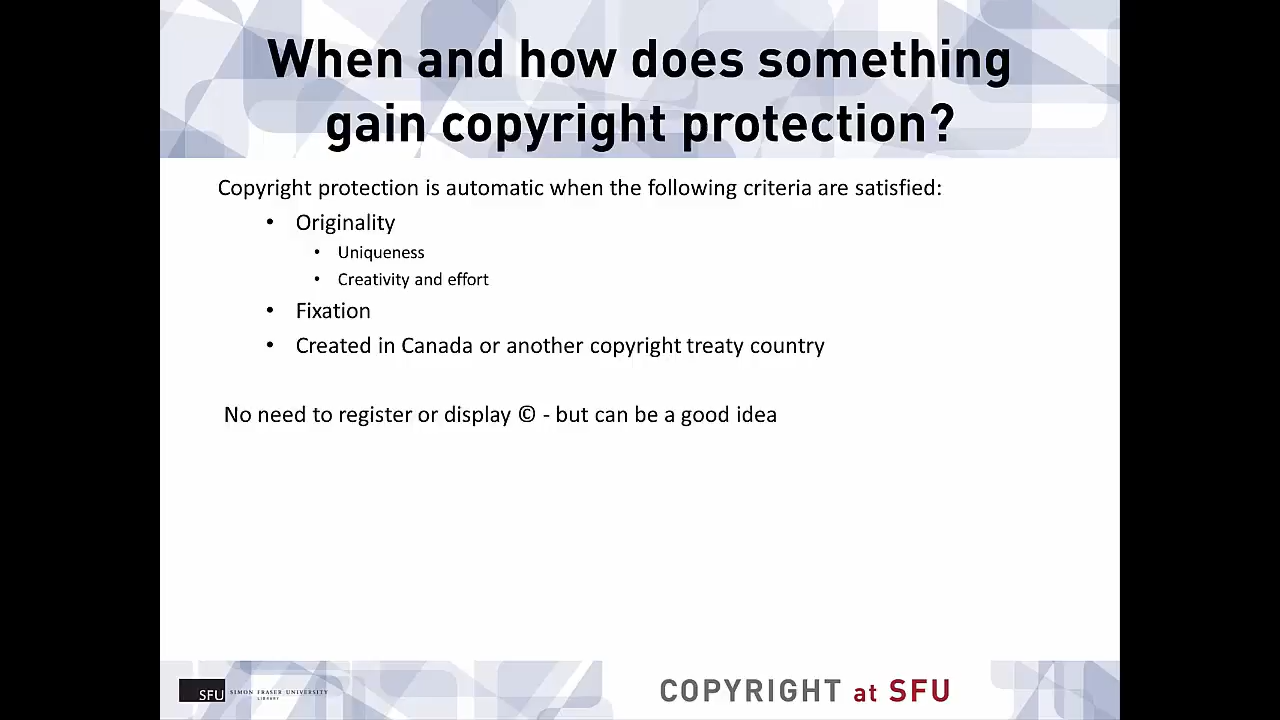 When and how does something
gain copyright protection?
Copyright protection is automatic when the following criteria are satisfied:
• Originality
• Uniqueness
• Creativity and effort
• Fixation
• Created in Canada or another copyright treaty country
No need to register or display © - but can be a good idea
SFU SIMON FRASER UNIVERSITY
LIBRARY
COPYRIGHT at SFU